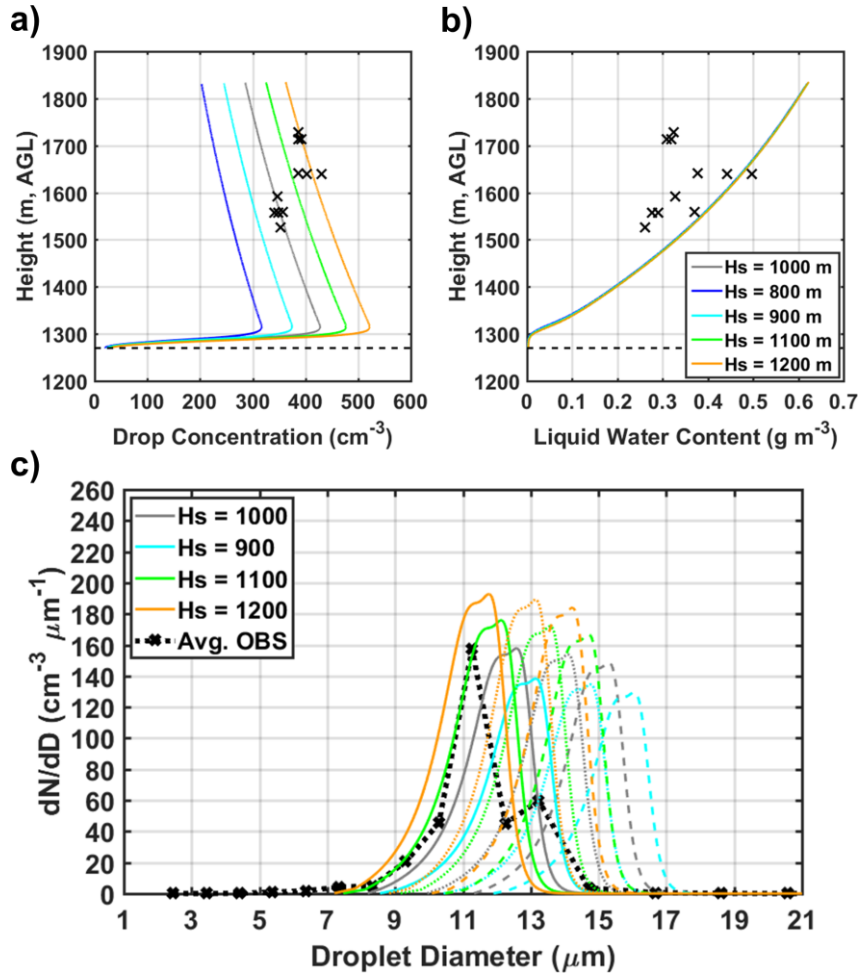 a)
b)
1900
1800
1700
1600
1500
1400
1300
1200
Height (m, AGL)
0 100 200 300 400 500 600
Drop Concentration (cm-3)
1900
1800
1700
1600
1500
1400
1300
1200
Height (m, AGL)
Hs = 1000 m
Hs = 800 m
Hs = 900 m
Hs = 1100 m
Hs = 1200 m
0 0.1 0.2 0.3 0.4 0.5 0.6 0.7
Liquid Water Content (g m-3)
c)
260
240
220
200
180
160
140
120
100
80
60
40
20
0
dN/dD (cm-3 μm-1)
Hs = 1000
Hs = 900
Hs = 1100
Hs = 1200
Avg. OBS
1 3 5 7 9 11 13 15 17 19 21
Droplet Diameter (μm)